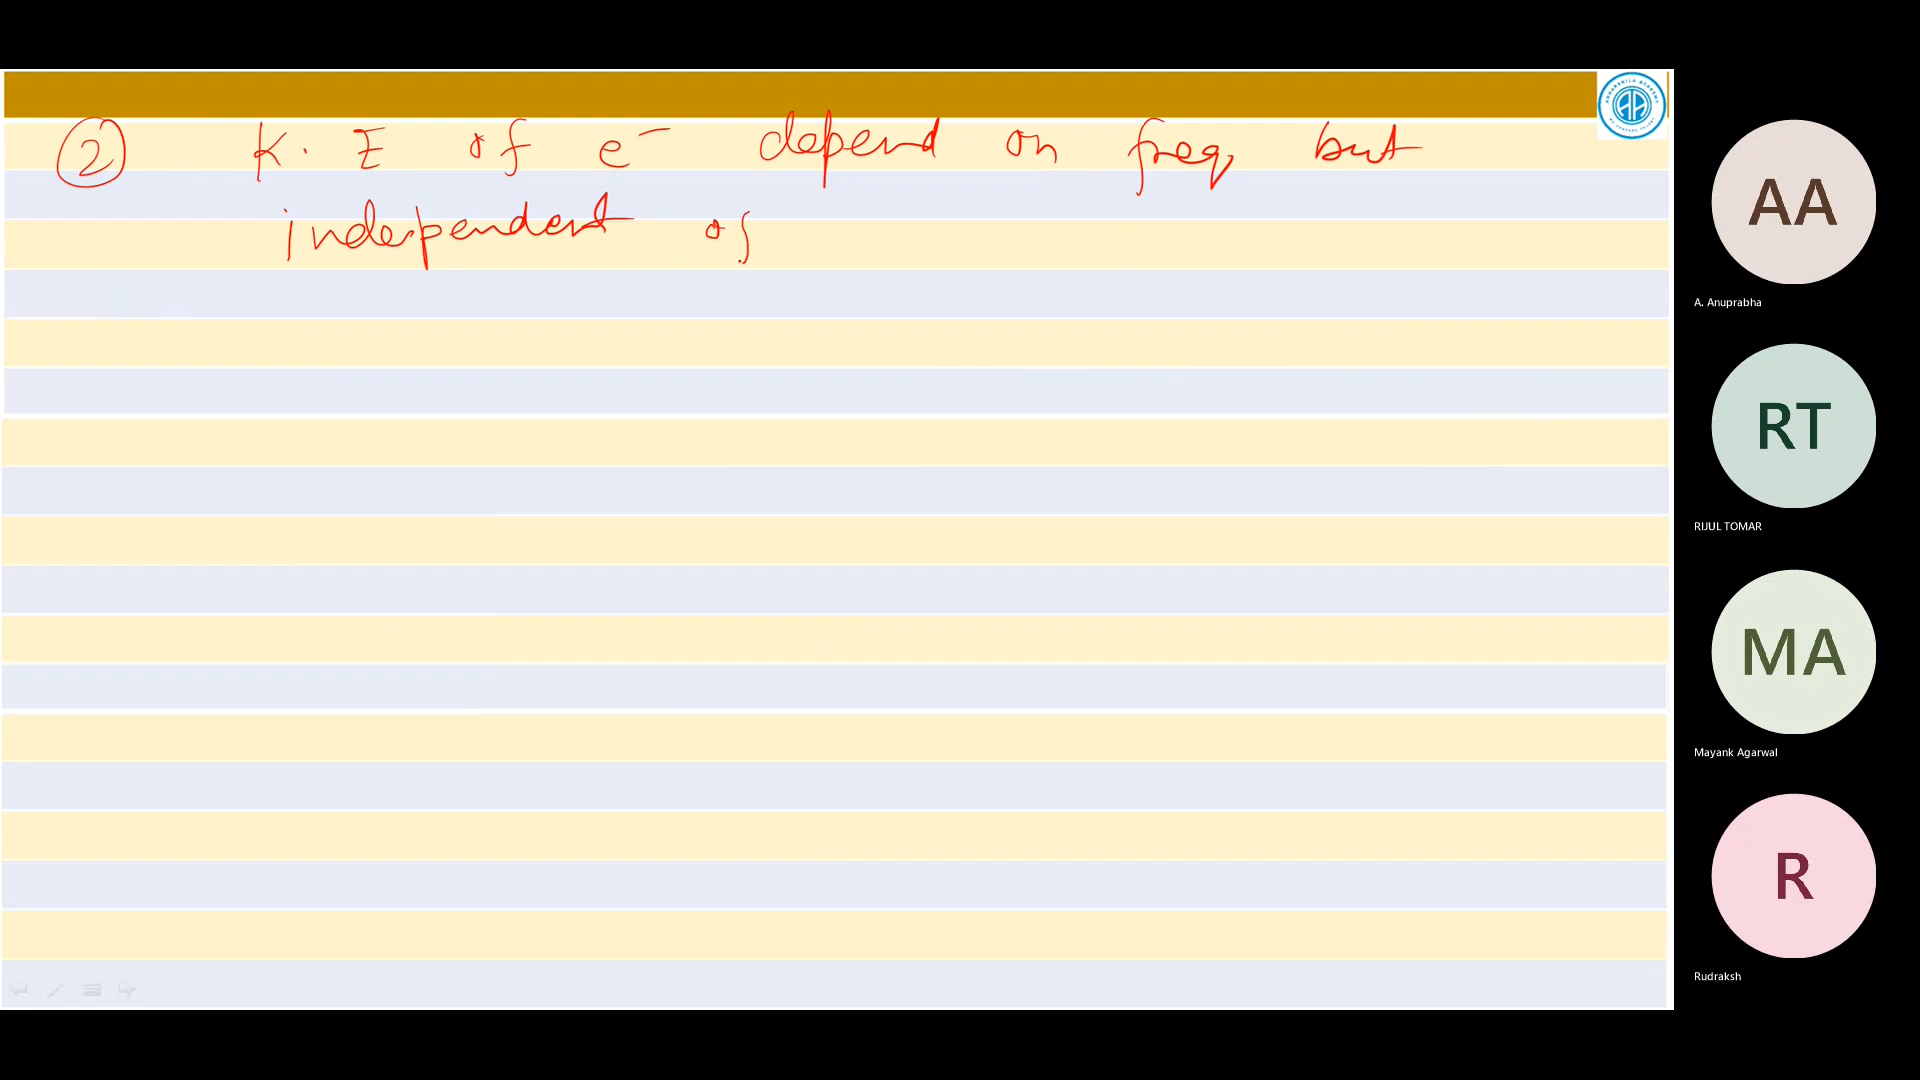 ② K.E of e⁻ depend on freq, but
independent of
AA
A. Anuprabha
RT
RIJUL TOMAR
MA
Mayank Agarwal
R
Rudraksh